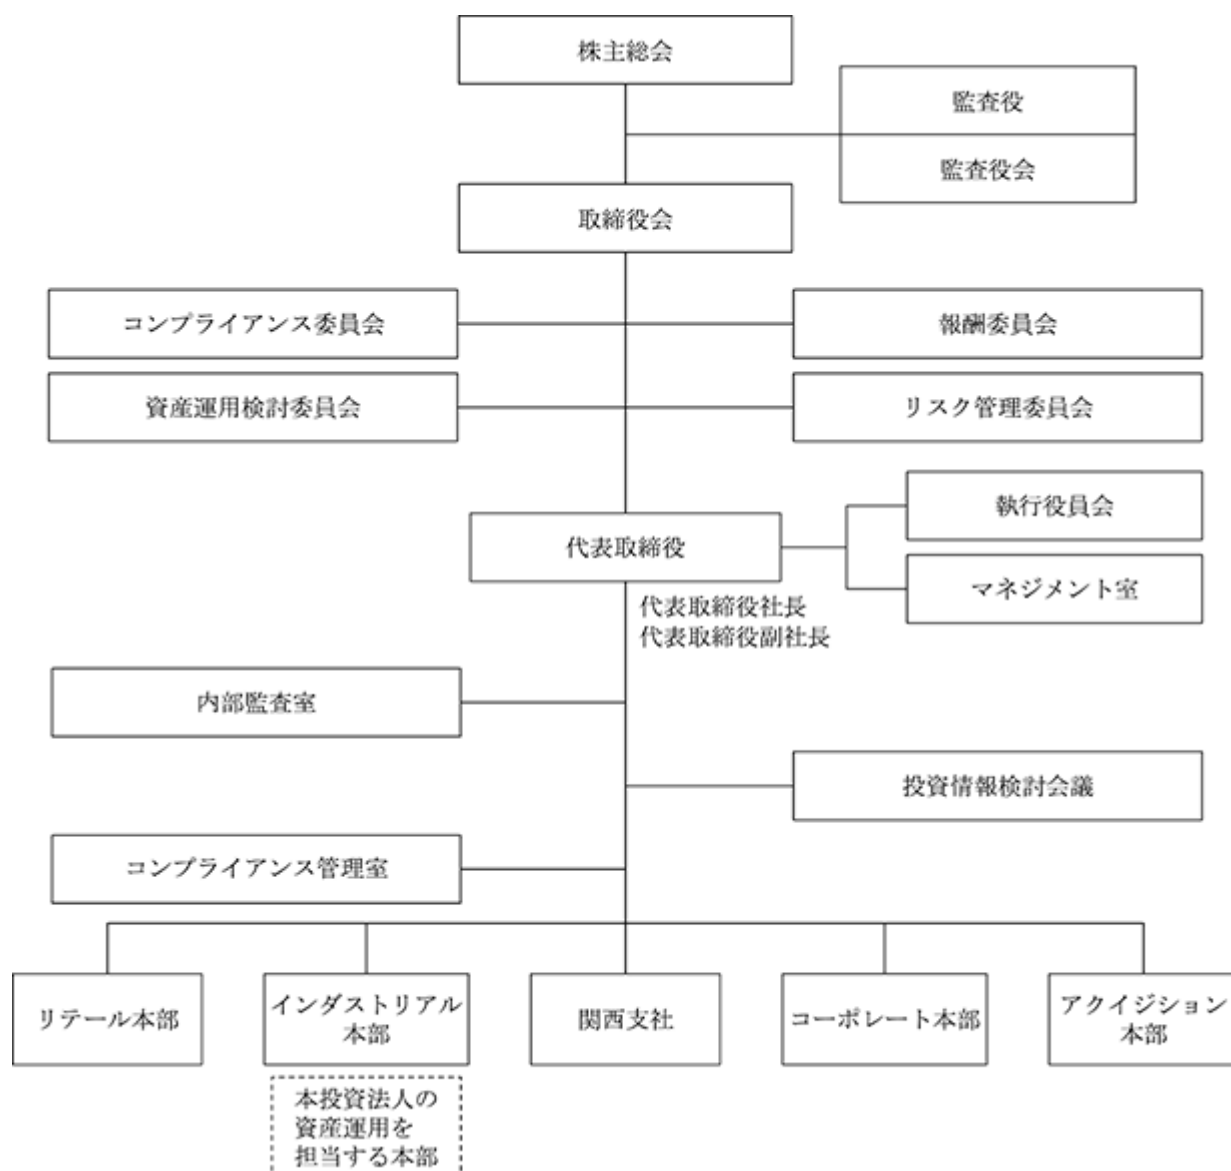 株主総会
監査役
監査役会
取締役会
コンプライアンス委員会
報酬委員会
資産運用検討委員会
リスク管理委員会
執行役員会
代表取締役
マネジメント室
代表取締役社長
代表取締役副社長
内部監査室
投資情報検討会議
コンプライアンス管理室
リテール本部
インダストリアル
本部
関西支社
コーポレート本部
アクイジション
本部
本投資法人の
資産運用を
担当する本部